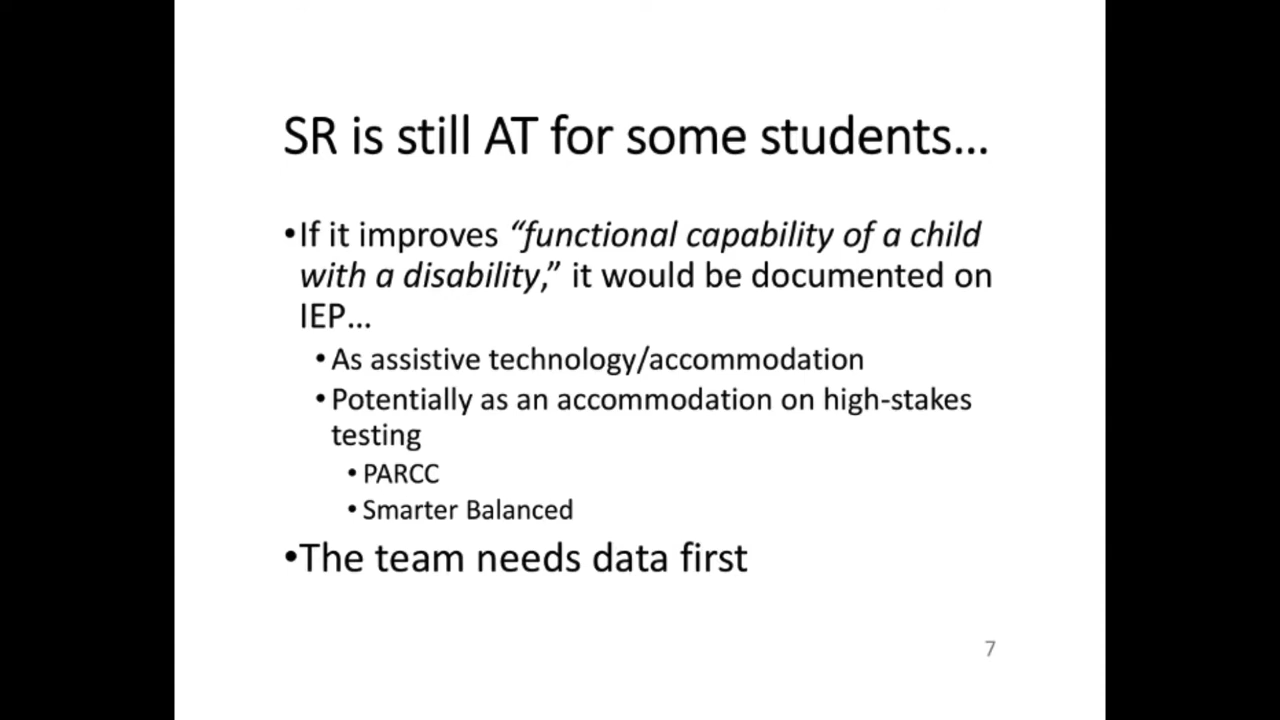 SR is still AT for some students…
•If it improves “functional capability of a child
with a disability,” it would be documented on
IEP…
•As assistive technology/accommodation
•Potentially as an accommodation on high-stakes
testing
•PARCC
•Smarter Balanced
•The team needs data first
7